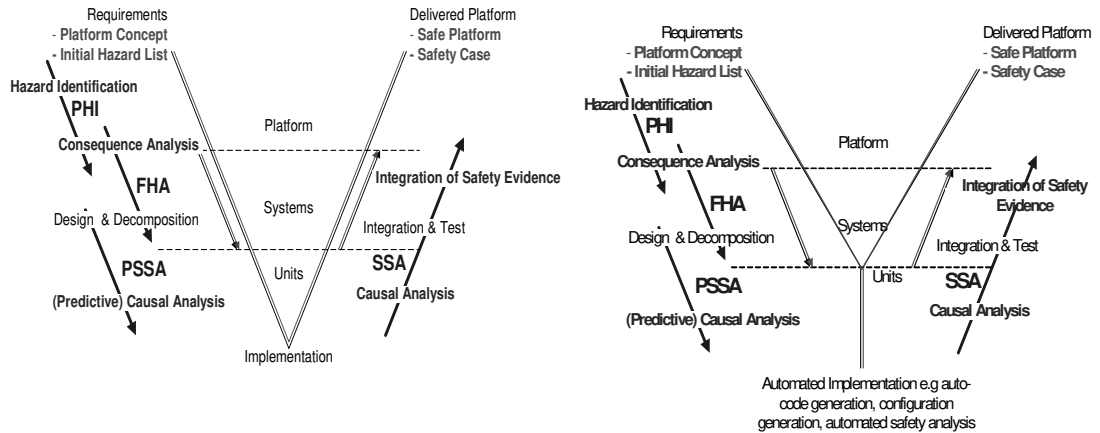 Requirements
- Platform Concept
- Initial Hazard List
Delivered Platform
- Safe Platform
- Safety Case
Hazard Identification
PHI
Platform
Consequence Analysis
Integration of Safety Evidence
FHA
Systems
Design & Decomposition
Integration & Test
PSSA
Units
SSA
(Predictive) Causal Analysis
Causal Analysis
Implementation
Requirements
- Platform Concept
- Initial Hazard List
Delivered Platform
- Safe Platform
- Safety Case
Hazard Identification
PHI
Platform
Consequence Analysis
Integration of Safety
Evidence
FHA
Systems
Design & Decomposition
Integration & Test
PSSA
Units
SSA
(Predictive) Causal Analysis
Causal Analysis
Automated Implementation e.g auto-
code generation, configuration
generation, automated safety analysis